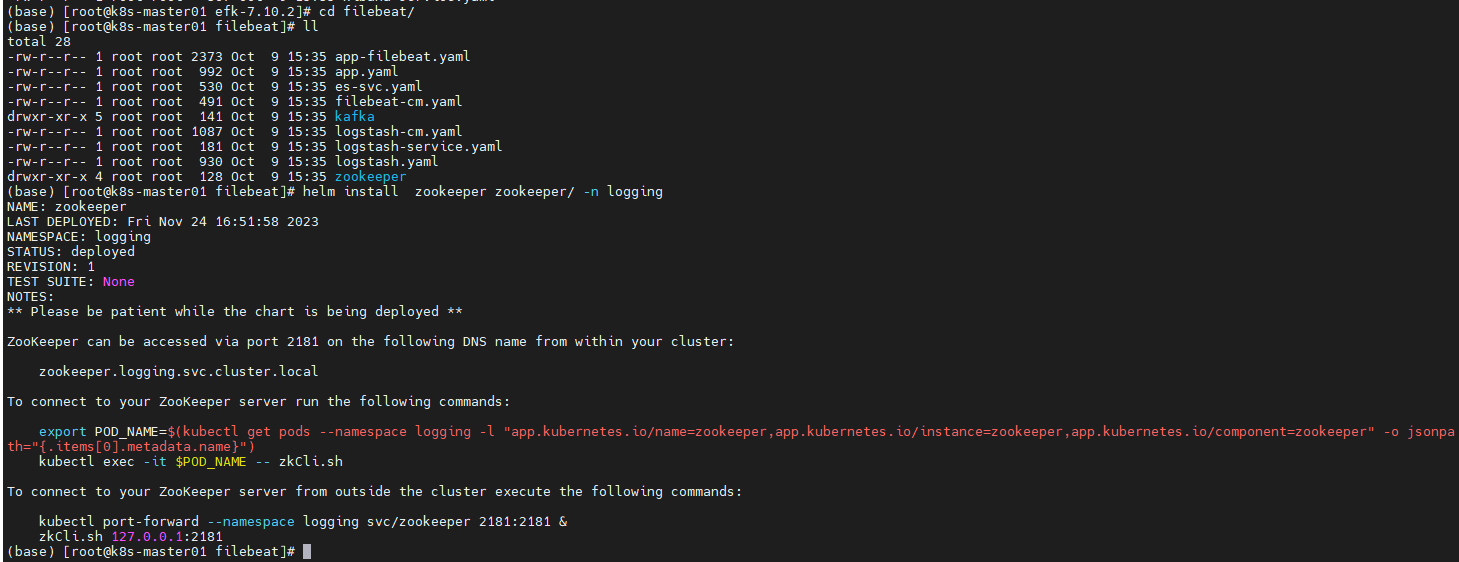 (base) [root@k8s-master01 efk-7.10.2]# cd filebeat/
(base) [root@k8s-master01 filebeat]# ll
total 28
-rw-r--r-- 1 root root 2373 Oct  9 15:35 app-filebeat.yaml
-rw-r--r-- 1 root root  992 Oct  9 15:35 app.yaml
-rw-r--r-- 1 root root  530 Oct  9 15:35 es-svc.yaml
-rw-r--r-- 1 root root  491 Oct  9 15:35 filebeat-cm.yaml
drwxr-xr-x 5 root root  141 Oct  9 15:35 kafka
-rw-r--r-- 1 root root 1087 Oct  9 15:35 logstash-cm.yaml
-rw-r--r-- 1 root root  181 Oct  9 15:35 logstash-service.yaml
-rw-r--r-- 1 root root  930 Oct  9 15:35 logstash.yaml
drwxr-xr-x 4 root root  128 Oct  9 15:35 zookeeper
(base) [root@k8s-master01 filebeat]# helm install  zookeeper zookeeper/ -n logging
NAME: zookeeper
LAST DEPLOYED: Fri Nov 24 16:51:58 2023
NAMESPACE: logging
STATUS: deployed
REVISION: 1
TEST SUITE: None
NOTES:
** Please be patient while the chart is being deployed **

ZooKeeper can be accessed via port 2181 on the following DNS name from within your cluster:

    zookeeper.logging.svc.cluster.local

To connect to your ZooKeeper server run the following commands:

    export POD_NAME=$(kubectl get pods --namespace logging -l "app.kubernetes.io/name=zookeeper,app.kubernetes.io/instance=zookeeper,app.kubernetes.io/component=zookeeper" -o jsonpa
th="{.items[0].metadata.name}")
    kubectl exec -it $POD_NAME -- zkCli.sh

To connect to your ZooKeeper server from outside the cluster execute the following commands:

    kubectl port-forward --namespace logging svc/zookeeper 2181:2181 &
    zkCli.sh 127.0.0.1:2181
(base) [root@k8s-master01 filebeat]#